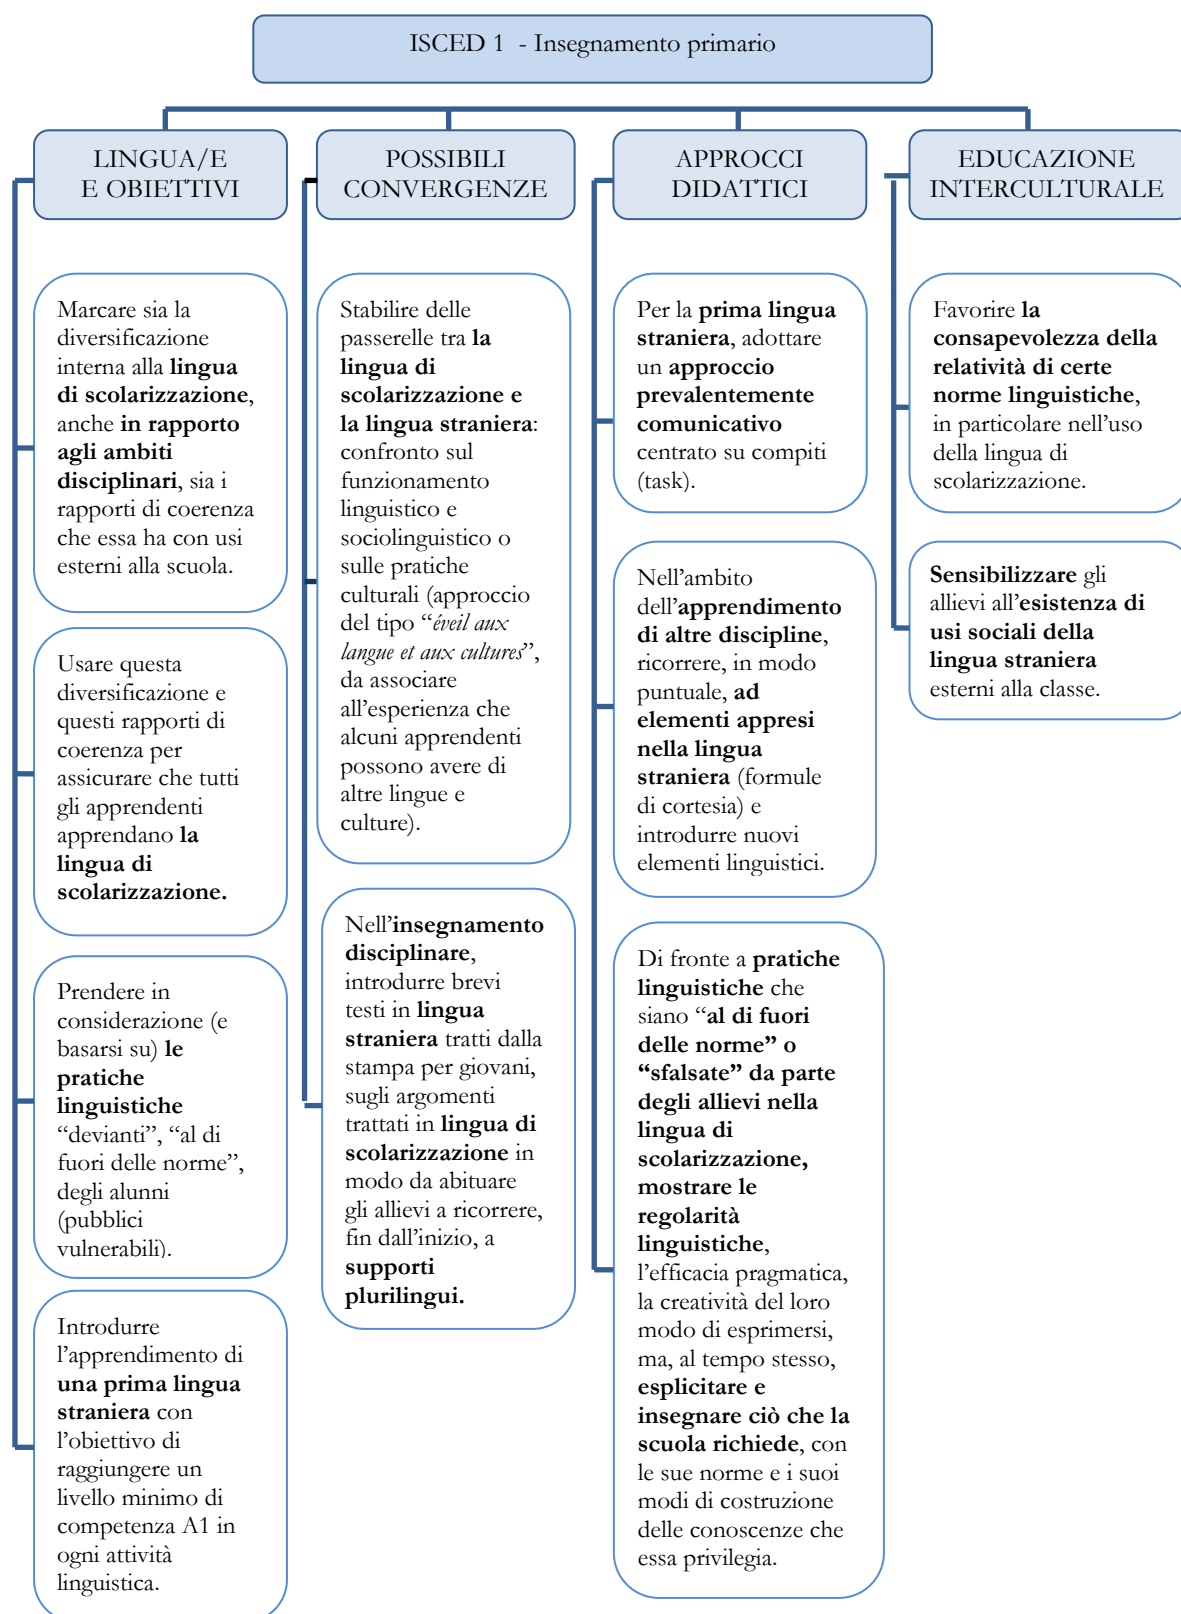 ISCED 1 - Insegnamento primario
LINGUA/E
E OBIETTIVI
Marcare sia la
diversificazione
interna alla lingua
di scolarizzazione,
anche in rapporto
agli ambiti
disciplinari, sia i
rapporti di coerenza
che essa ha con usi
esterni alla scuola.
Usare questa
diversificazione e
questi rapporti di
coerenza per
assicurare che tutti
gli apprendenti
apprendano la
lingua di
scolarizzazione.
Prendere in
considerazione (e
basarsi su) le
pratiche
linguistiche
“devianti”, “al di
fuori delle norme”,
degli alunni
(pubblici
vulnerabili).
Introdurre
l’apprendimento di
una prima lingua
straniera con
l’obiettivo di
raggiungere un
livello minimo di
competenza A1 in
ogni attività
linguistica.
POSSIBILI
CONVERGENZE
Stabilire delle
passerelle tra la
lingua di
scolarizzazione e
la lingua straniera:
confronto sul
funzionamento
linguistico e
sociolinguistico o
sulle pratiche
culturali (approccio
del tipo “éveil aux
langue et aux cultures”,
da associare
all’esperienza che
alcuni apprendenti
possono avere di
altre lingue e
culture).
Nell’insegnamento
disciplinare,
introdurre brevi
testi in lingua
straniera tratti dalla
stampa per giovani,
sugli argomenti
trattati in lingua di
scolarizzazione in
modo da abituare
gli allievi a ricorrere,
fin dall’inizio, a
supporti
plurilingui.
APPROCCI
DIDATTICI
Per la prima lingua
straniera, adottare
un approccio
prevalentemente
comunicativo
centrato su compiti
(task).
Nell’ambito
dell’apprendimento
di altre discipline,
ricorrere, in modo
puntuale, ad
elementi appresi
nella lingua
straniera (formule
di cortesia) e
introdurre nuovi
elementi linguistici.
Di fronte a pratiche
linguistiche che
siano “al di fuori
delle norme” o
“sfalsate” da parte
degli allievi nella
lingua di
scolarizzazione,
mostrare le
regolarità
linguistiche,
l’efficacia pragmatica,
la creatività del loro
modo di esprimersi,
ma, al tempo stesso,
esplicitare e
insegnare ciò che la
scuola richiede, con
le sue norme e i suoi
modi di costruzione
delle conoscenze che
essa privilegia.
EDUCAZIONE
INTERCULTURALE
Favorire la
consapevolezza della
relatività di certe
norme linguistiche,
in particolare nell’uso
della lingua di
scolarizzazione.
Sensibilizzare gli
allievi all’esistenza di
usi sociali della
lingua straniera
esterni alla classe.